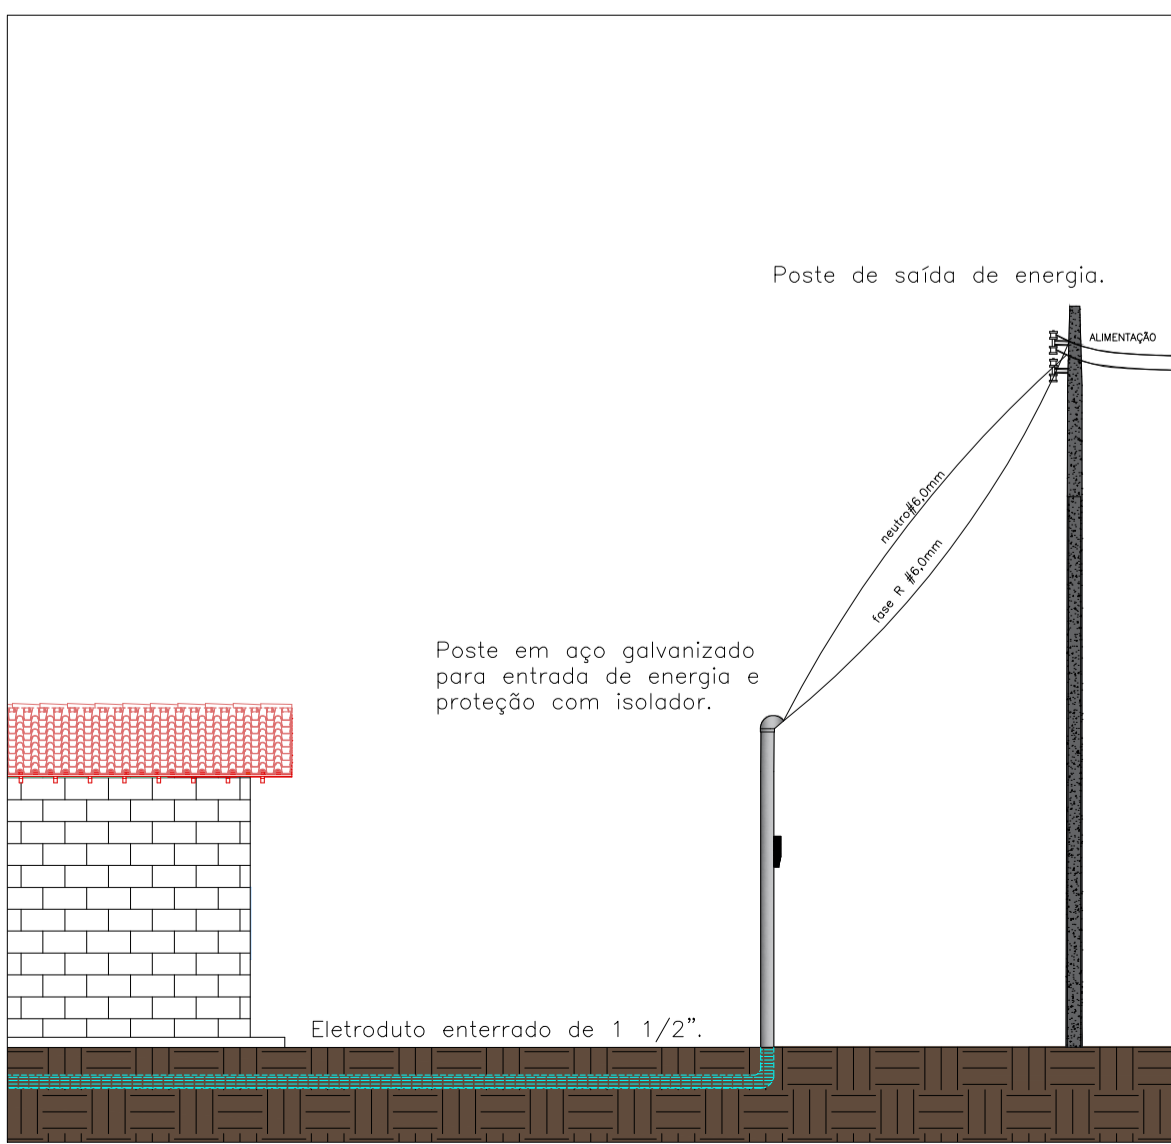 Poste de saída de energia.
ALIMENTAÇÃO
neutro#6,0mm
fase R #6,0mm
Poste em aço galvanizado
para entrada de energia e
proteção com isolador.
Eletroduto enterrado de 1 1/2".